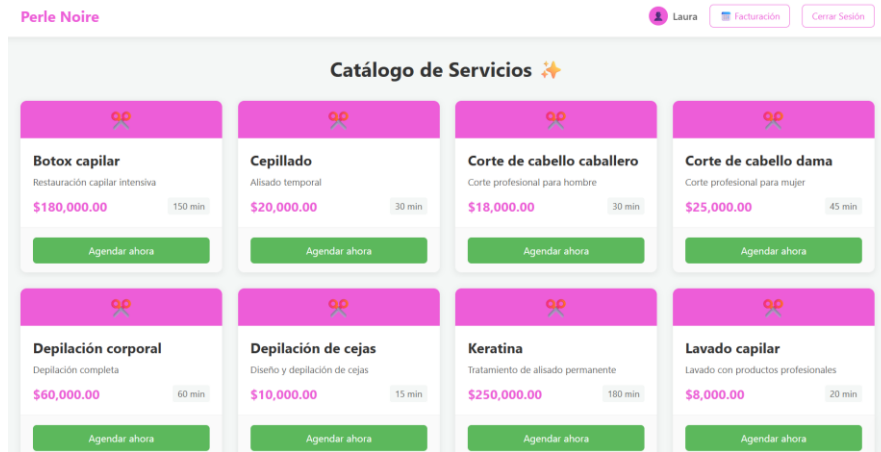 Perle Noire
Laura
Facturación
Cerrar Sesión
Catálogo de Servicios ✨
Botox capilar
Restauración capilar intensiva
$180,000.00
150 min
Agendar ahora
Cepillado
Alisado temporal
$20,000.00
30 min
Agendar ahora
Corte de cabello caballero
Corte profesional para hombre
$18,000.00
30 min
Agendar ahora
Corte de cabello dama
Corte profesional para mujer
$25,000.00
45 min
Agendar ahora
Depilación corporal
Depilación completa
$60,000.00
60 min
Agendar ahora
Depilación de cejas
Diseño y depilación de cejas
$10,000.00
15 min
Agendar ahora
Keratina
Tratamiento de alisado permanente
$250,000.00
180 min
Agendar ahora
Lavado capilar
Lavado con productos profesionales
$8,000.00
20 min
Agendar ahora